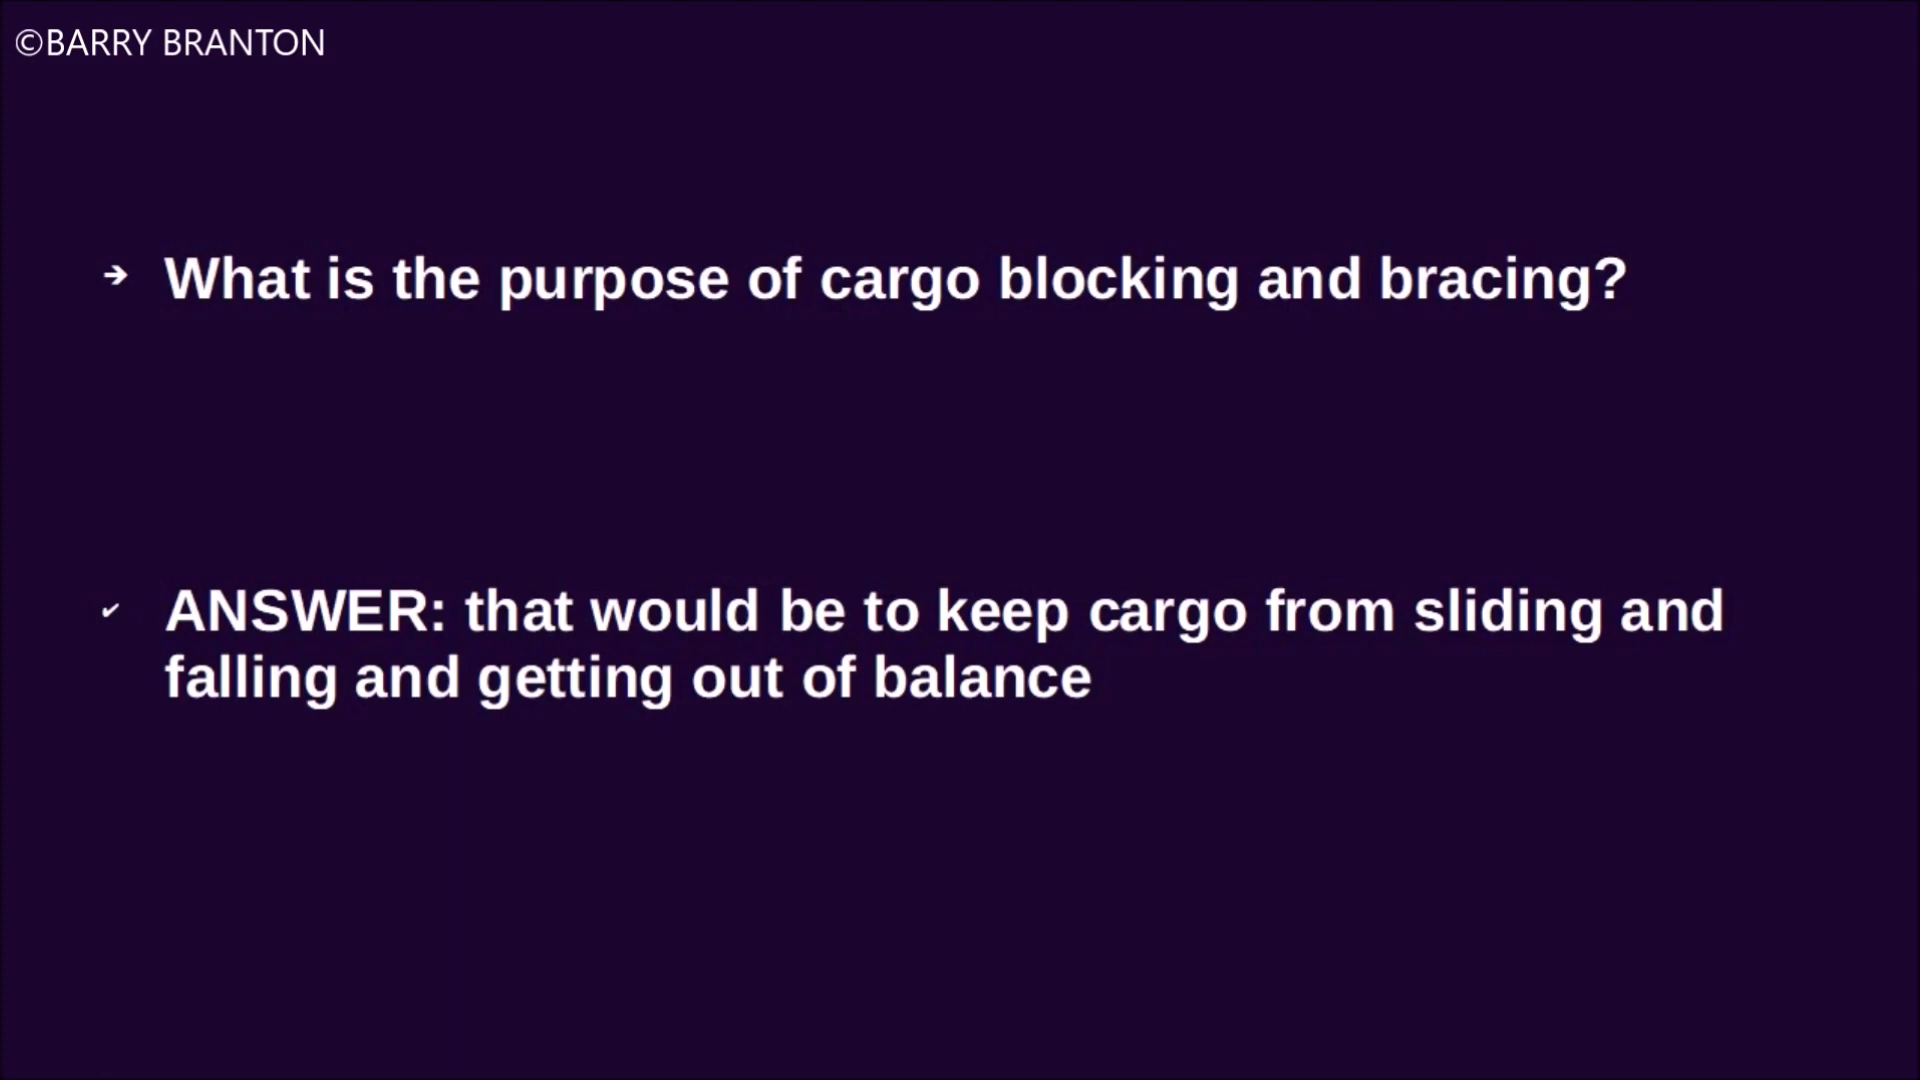 ©BARRY BRANTON
➔ What is the purpose of cargo blocking and bracing?
✔ ANSWER: that would be to keep cargo from sliding and
falling and getting out of balance